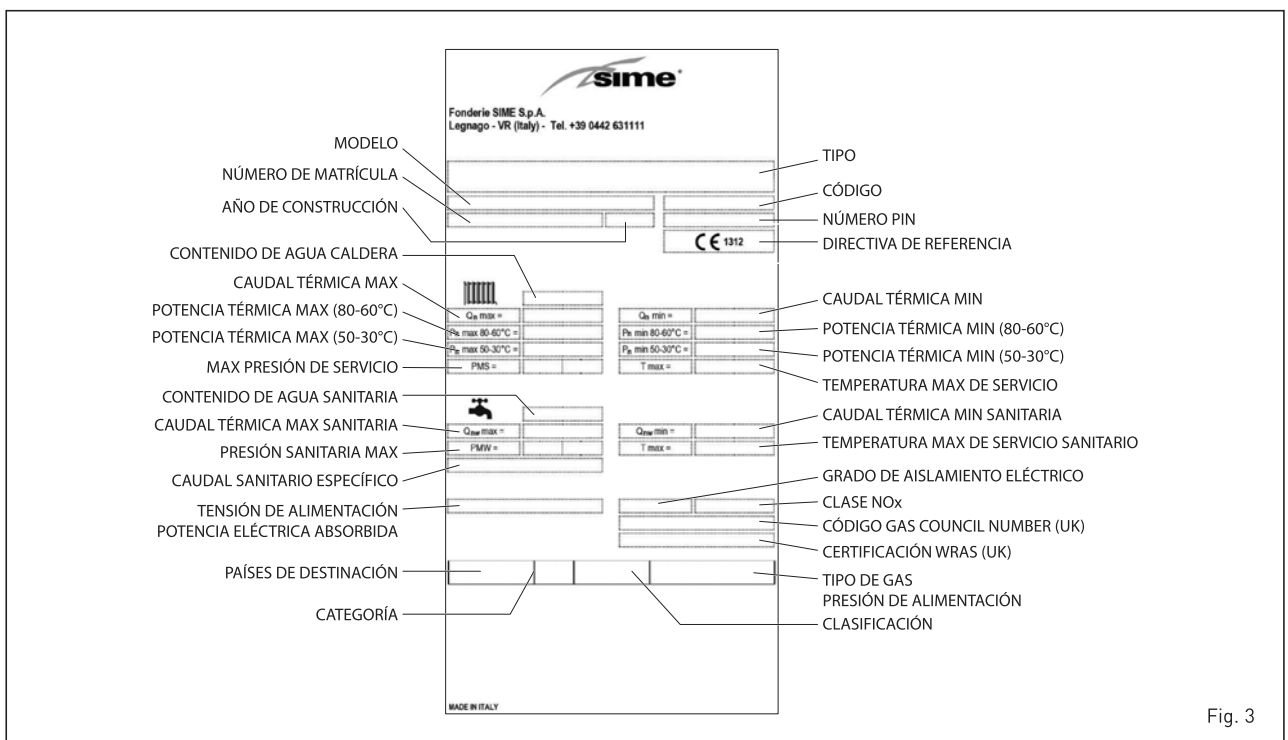 sime
Fonderie SIME S.p.A.
Legnago - VR (Italy) - Tel. +39 0442 631111
MODELO
NÚMERO DE MATRÍCULA
AÑO DE CONSTRUCCIÓN
CONTENIDO DE AGUA CALDERA
CAUDAL TÉRMICA MAX
POTENCIA TÉRMICA MAX (80-60°C)
POTENCIA TÉRMICA MAX (50-30°C)
MAX PRESIÓN DE SERVICIO
CONTENIDO DE AGUA SANITARIA
CAUDAL TÉRMICA MAX SANITARIA
PRESIÓN SANITARIA MAX
CAUDAL SANITARIO ESPECÍFICO
TENSIÓN DE ALIMENTACIÓN
POTENCIA ELÉCTRICA ABSORBIDA
PAÍSES DE DESTINACIÓN
CATEGORÍA
CE 1312
Qn max =
Pn max 80-60°C =
Pn max 50-30°C =
PMS =
Qn min =
Pn min 80-60°C =
Pn min 50-30°C =
T max =
Qnw max =
PMW =
Qnw min =
T max =
MADE IN ITALY
TIPO
CÓDIGO
NÚMERO PIN
DIRECTIVA DE REFERENCIA
CAUDAL TÉRMICA MIN
POTENCIA TÉRMICA MIN (80-60°C)
POTENCIA TÉRMICA MIN (50-30°C)
TEMPERATURA MAX DE SERVICIO
CAUDAL TÉRMICA MIN SANITARIA
TEMPERATURA MAX DE SERVICIO SANITARIO
GRADO DE AISLAMIENTO ELÉCTRICO
CLASE NOx
CÓDIGO GAS COUNCIL NUMBER (UK)
CERTIFICACIÓN WRAS (UK)
TIPO DE GAS
PRESIÓN DE ALIMENTACIÓN
CLASIFICACIÓN
Fig. 3